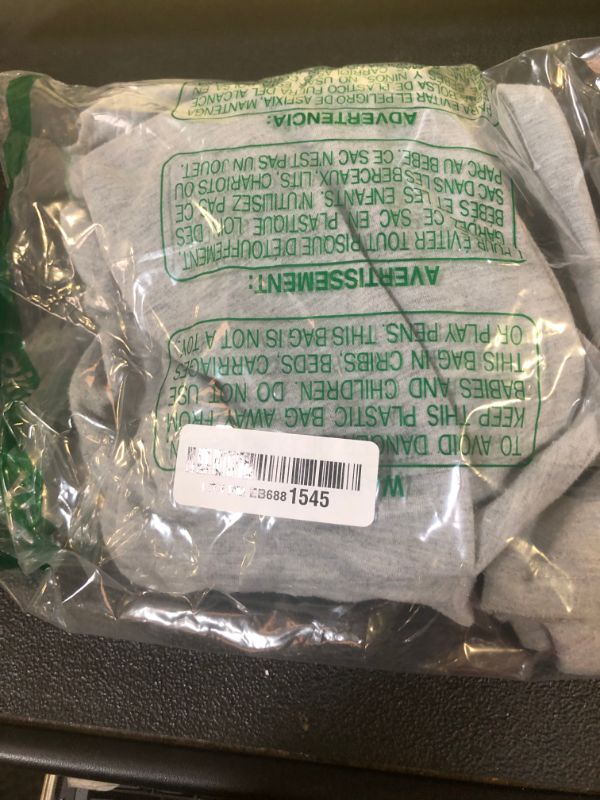 TO AVOID
KEEP THIS PLASTIC BAG AWAY FROM
BABIES AND CHILDREN. DO NOT USE
THIS BAG IN CRIBS, BEDS, CARRIAGES
OR PLAY PENS. THIS BAG IS NOT A TOY.
AVERTISSEMENT:
EVITER TOUT RISQUE D'ETOUFFEMENT,
CE SAC EN PLASTIQUE LOIN DES
BEBES ET LES ENFANTS. N'UTILISEZ PAS CE
SAC DANS LES BERCEAUX, LITS, CHARIOTS OU
PARC AU BEBE. CE SAC N'EST PAS UN JOUET.
ADVERTENCIA:
PARA EVITAR EL PELIGRO DE ASFIXIA, MANTENGA
BOLSA DE PLASTICO FUERA DEL ALCANCE
Y NINOS. NO
EB6881545